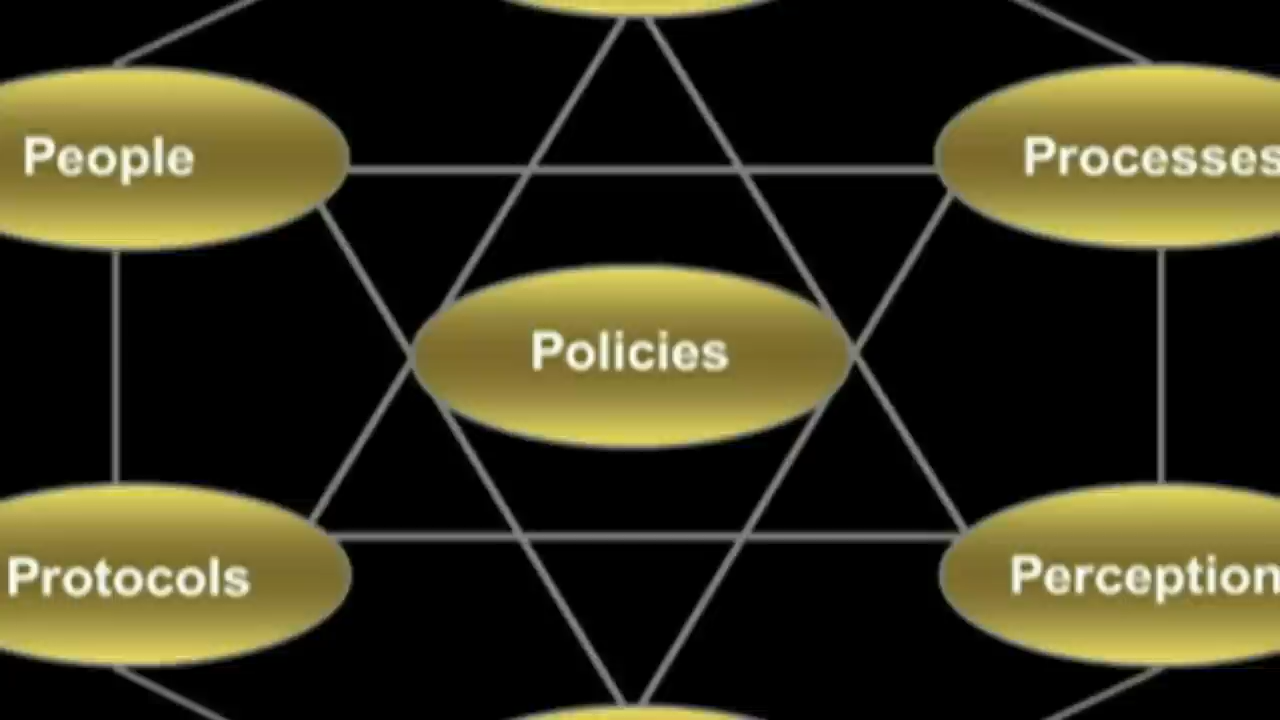 People
Processes
Policies
Protocols
Perception